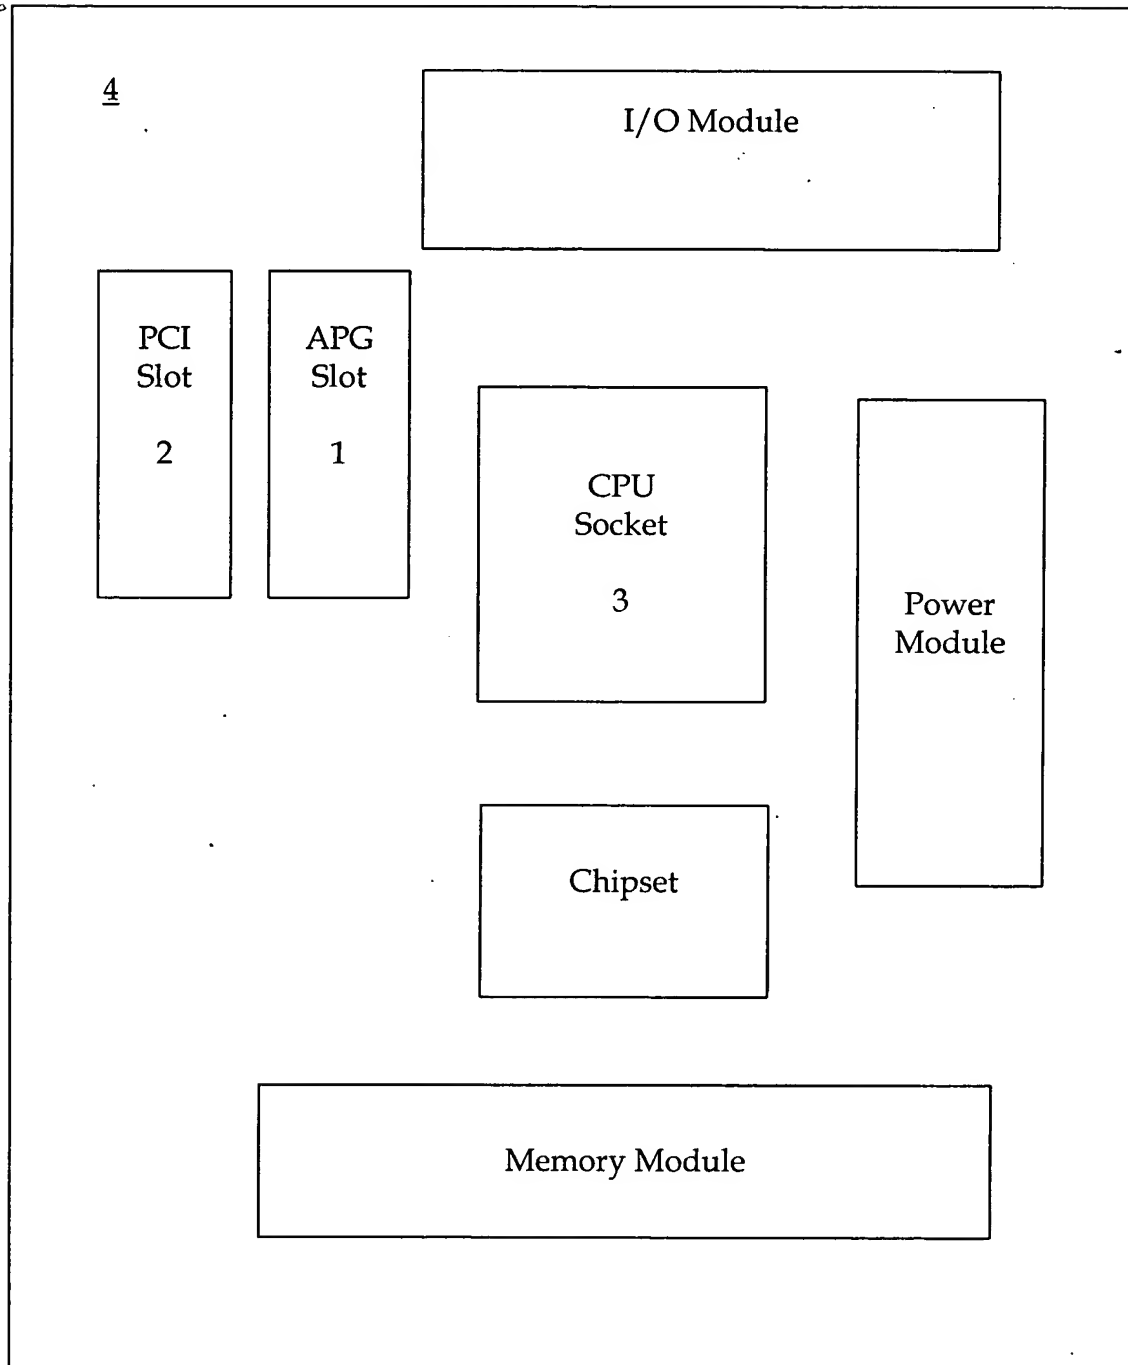 4
I/O Module
PCI
Slot
2
APG
Slot
1
CPU
Socket
3
Power
Module
Chipset
Memory Module